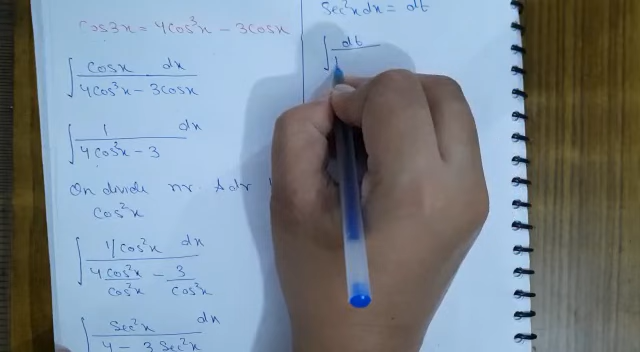 cos3x = 4cos³x - 3cosx
∫ cosx dx / 4cos³x - 3cosx
∫ 1 dx / 4cos²x - 3
On divide nr & dr
cos²x
∫ 1/cos²x dx / 4cos²x/cos²x - 3/cos²x
∫ sec²x dx / 4 - 3sec²x
sec²x dx = dt
∫ dt